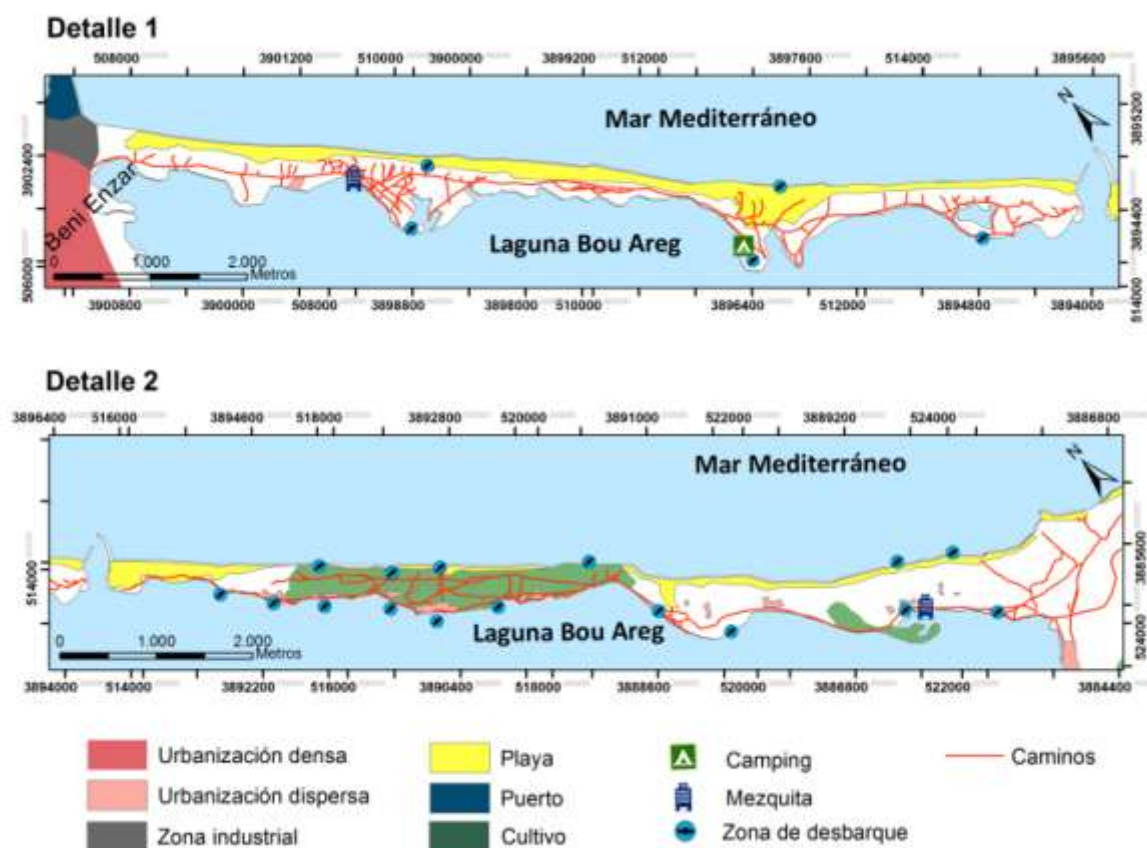 Detalle 1
508000 3901200 510000 3900000 3899200 512000 3897600 514000 3895600
Mar Mediterráneo
N
3895200
3902400
Beni Enzar
3894000
Laguna Bou Areg
0 1.000 2.000
Metros
506000
514000
3900800 3900000 508000 3898800 3898000 510000 3896400 512000 3894800 3894000
Detalle 2
3896400 516000 3894600 518000 3892800 520000 3891000 522000 3889200 524000 3886800
Mar Mediterráneo
N
3885600
514000
Laguna Bou Areg
0 1.000 2.000
Metros
524000
3894000 514000 3892200 516000 3890400 518000 3888600 520000 3886800 522000 3884400
Urbanización densa
Playa
Camping
Caminos
Urbanización dispersa
Puerto
Mezquita
Zona industrial
Cultivo
Zona de desbarque